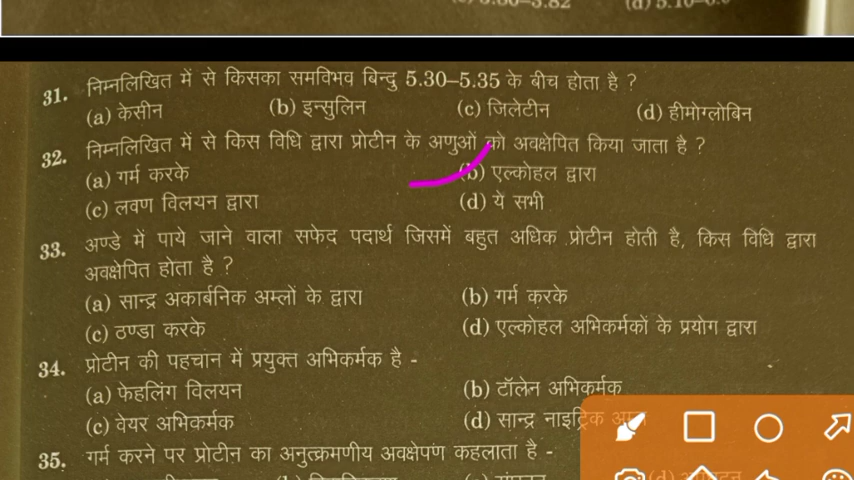 (d) 5.10–
31. निम्नलिखित में से किसका समविभव बिन्दु 5.30–5.35 के बीच होता है ?
(a) केसीन (b) इन्सुलिन (c) जिलेटीन (d) हीमोग्लोबिन
32. निम्नलिखित में से किस विधि द्वारा प्रोटीन के अणुओं को अवक्षेपित किया जाता है ?
(a) गर्म करके (b) एल्कोहल द्वारा
(c) लवण विलयन द्वारा (d) ये सभी
33. अण्डे में पाये जाने वाला सफेद पदार्थ जिसमें बहुत अधिक प्रोटीन होती है, किस विधि द्वारा
अवक्षेपित होता है ?
(a) सान्द्र अकार्बनिक अम्लों के द्वारा (b) गर्म करके
(c) ठण्डा करके (d) एल्कोहल अभिकर्मकों के प्रयोग द्वारा
34. प्रोटीन की पहचान में प्रयुक्त अभिकर्मक है -
(a) फेहलिंग विलयन (b) टॉलेन अभिकर्मक
(c) वेयर अभिकर्मक (d) सान्द्र नाइट्रिक अम्ल
35. गर्म करने पर प्रोटीन का अनुत्क्रमणीय अवक्षेपण कहलाता है -